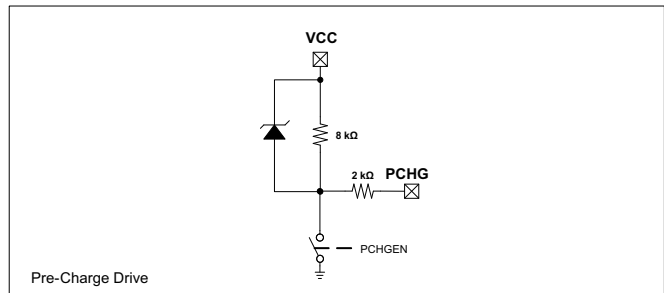 VCC
8 kΩ
2 kΩ
PCHG
PCHGEN
Pre-Charge Drive